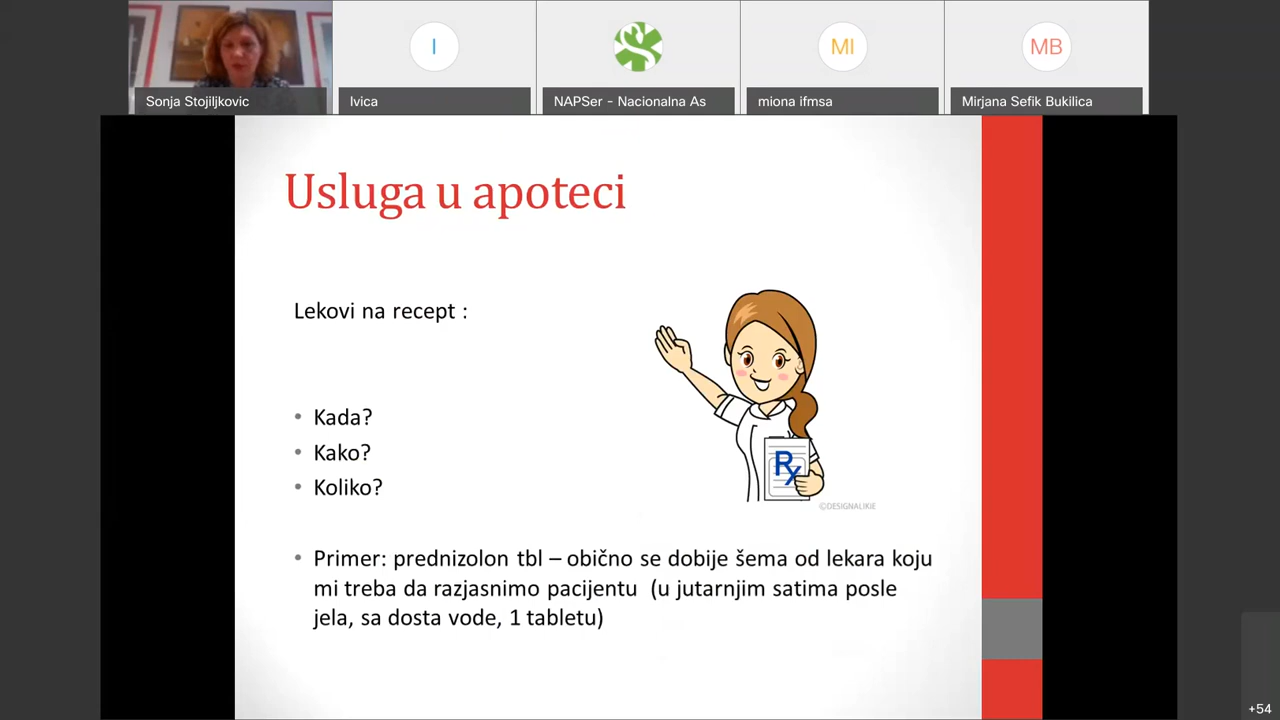 I
MI
MB
Sonja Stojiljkovic
Ivica
NAPSer - Nacionalna As
miona ifmsa
Mirjana Sefik Bukilica
Usluga u apoteci
Lekovi na recept :
• Kada?
• Kako?
• Koliko?
Rx
©DESIGNALIKIE
• Primer: prednizolon tbl – obično se dobije šema od lekara koju
mi treba da razjasnimo pacijentu (u jutarnjim satima posle
jela, sa dosta vode, 1 tabletu)
+54